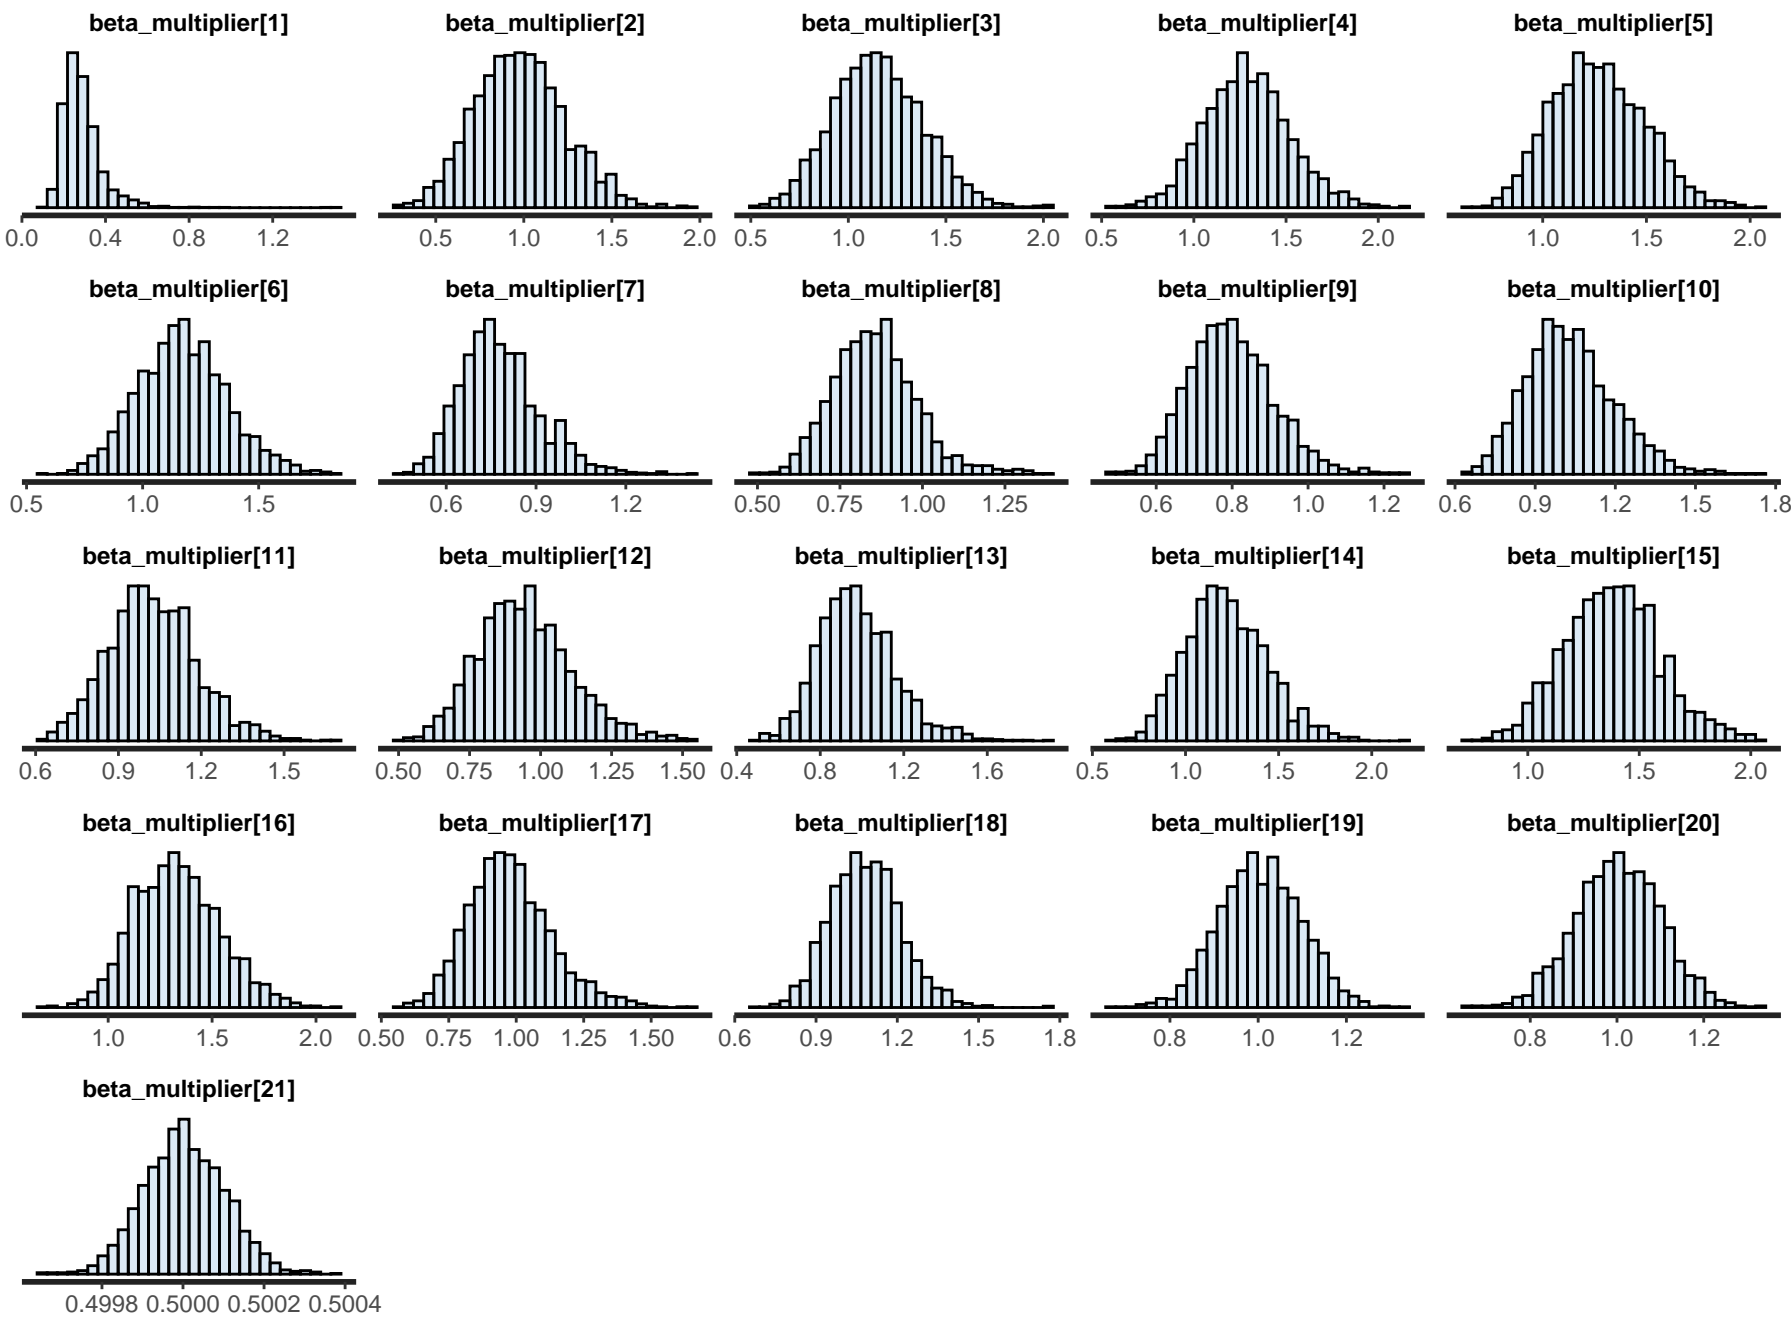 beta_multiplier[1] beta_multiplier[2] beta_multiplier[3] beta_multiplier[4] beta_multiplier[5]
0.0 0.4 0.8 1.2 0.5 1.0 1.5 2.0 0.5 1.0 1.5 2.0 0.5 1.0 1.5 2.0 1.0 1.5 2.0
beta_multiplier[6] beta_multiplier[7] beta_multiplier[8] beta_multiplier[9] beta_multiplier[10]
0.5 1.0 1.5 0.6 0.9 1.2 0.50 0.75 1.00 1.25 0.6 0.8 1.0 1.2 0.6 0.9 1.2 1.5 1.8
beta_multiplier[11] beta_multiplier[12] beta_multiplier[13] beta_multiplier[14] beta_multiplier[15]
0.6 0.9 1.2 1.5 0.50 0.75 1.00 1.25 1.50 0.4 0.8 1.2 1.6 0.5 1.0 1.5 2.0 1.0 1.5 2.0
beta_multiplier[16] beta_multiplier[17] beta_multiplier[18] beta_multiplier[19] beta_multiplier[20]
1.0 1.5 2.0 0.50 0.75 1.00 1.25 1.50 0.6 0.9 1.2 1.5 1.8 0.8 1.0 1.2 0.8 1.0 1.2
beta_multiplier[21]
0.4998 0.5000 0.5002 0.5004